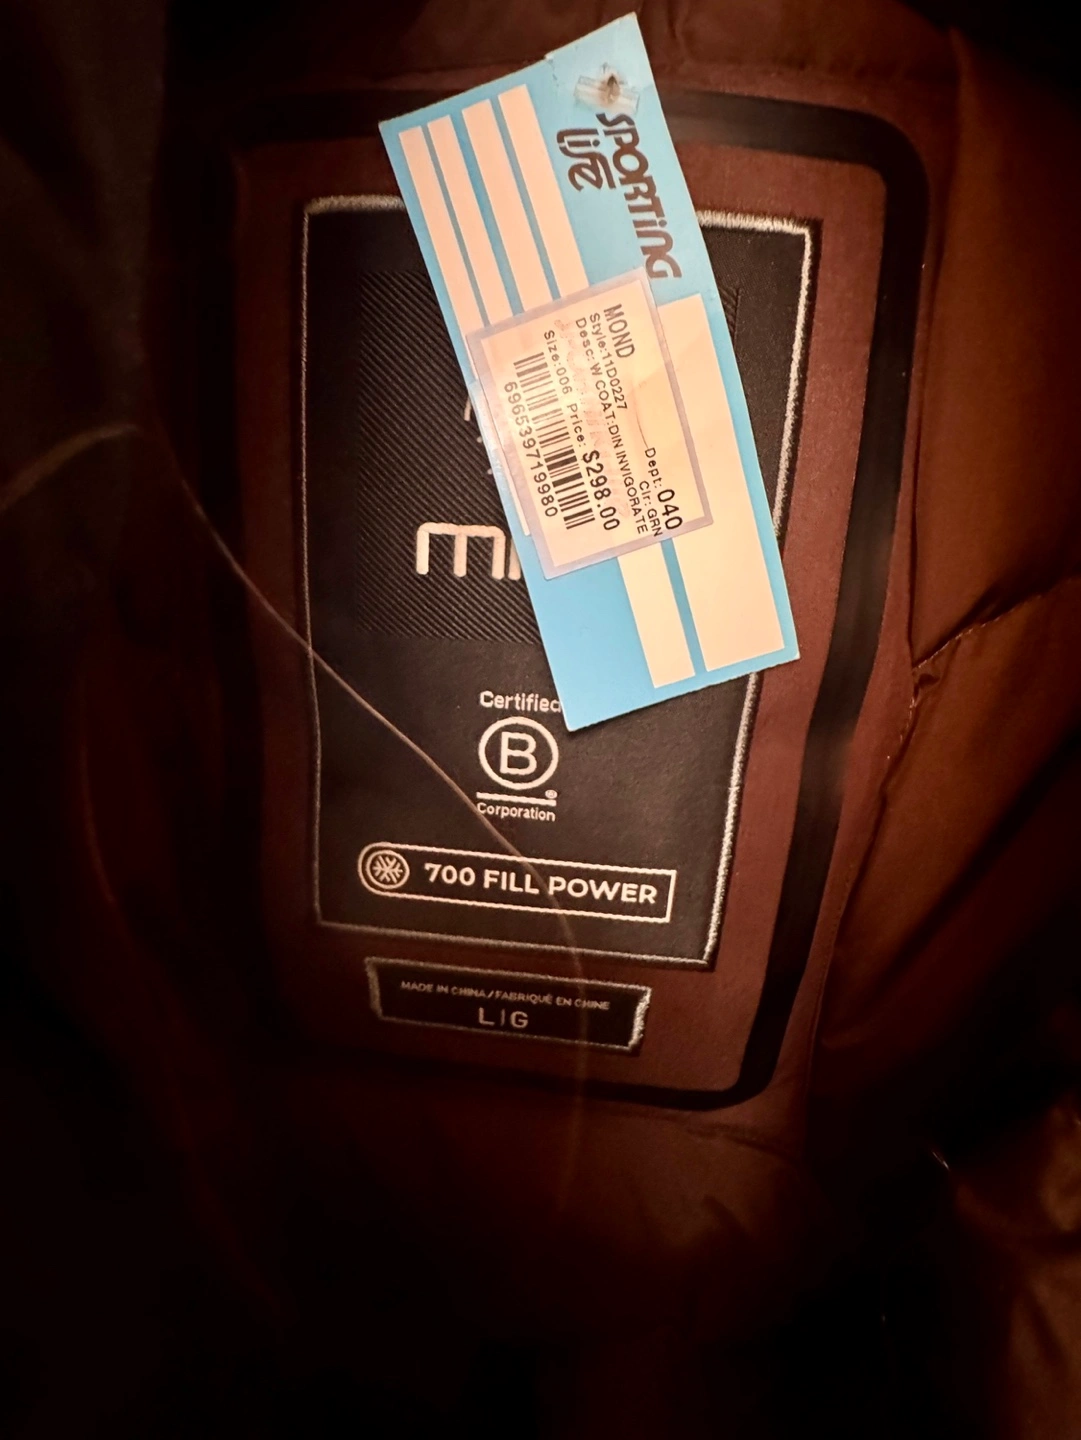 SPORTING
life
MOND
Style:11D0227
Dept: 040
Desc: W COAT:DIN INVIGORATE
Clr: GRN
Size:006 Price: $298.00
696539719980
Certified
B
®
Corporation
700 FILL POWER
MADE IN CHINA/FABRIQUÉ EN CHINE
L|G